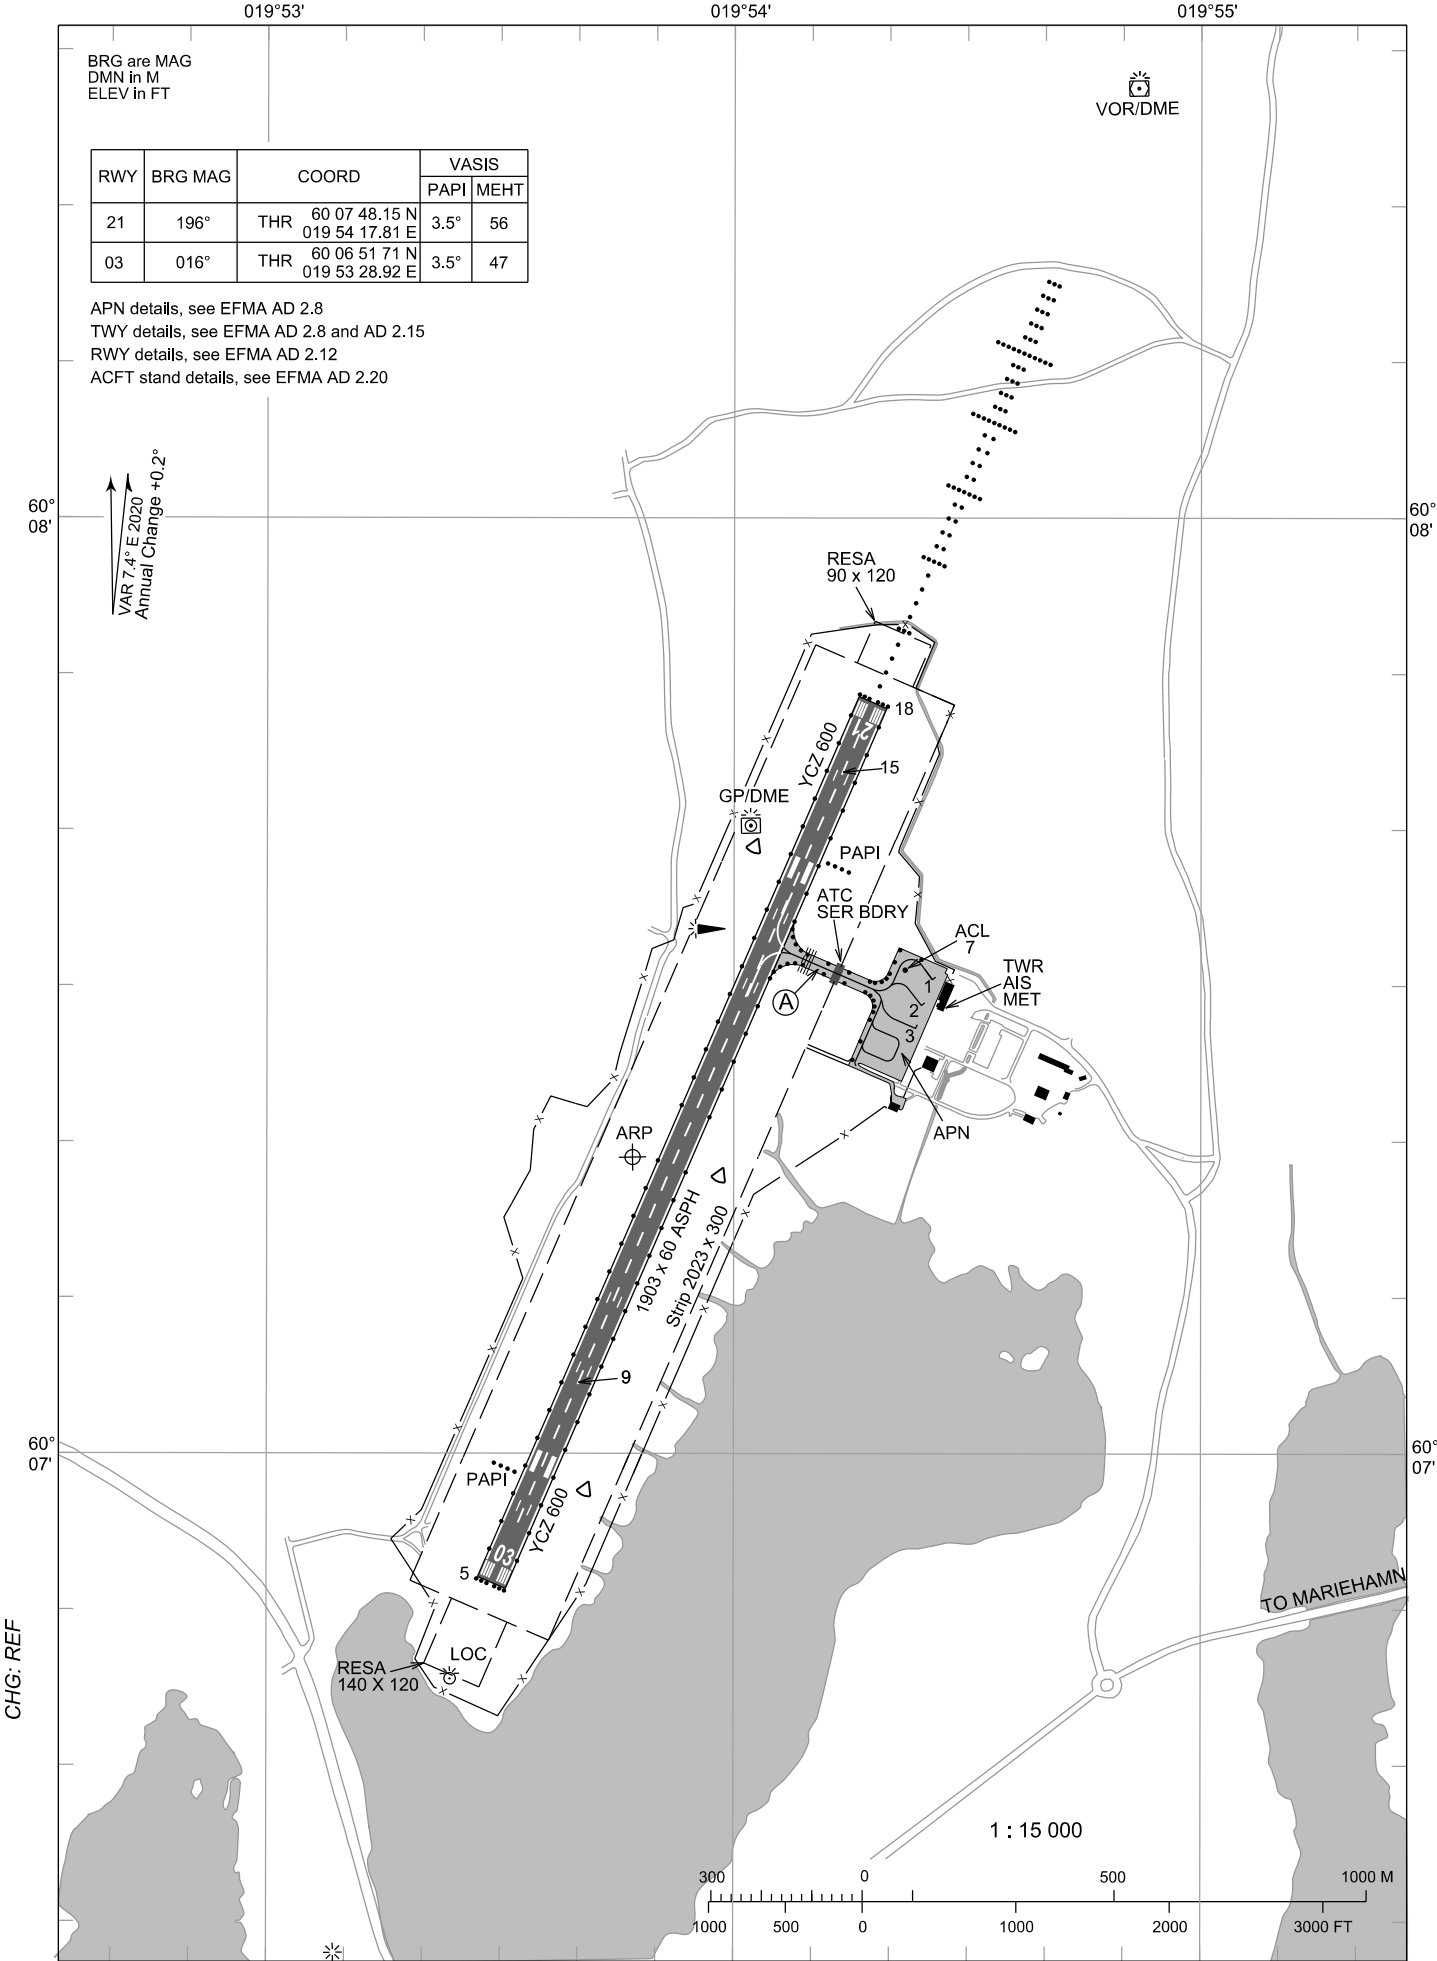 019°53'
019°54'
019°55'
BRG are MAG
DMN in M
ELEV in FT
VOR/DME
RWY BRG MAG COORD VASIS
PAPI MEHT
21 196° THR 60 07 48.15 N 3.5° 56
019 54 17.81 E
03 016° THR 60 06 51 71 N 3.5° 47
019 53 28.92 E
APN details, see EFMA AD 2.8
TWY details, see EFMA AD 2.8 and AD 2.15
RWY details, see EFMA AD 2.12
ACFT stand details, see EFMA AD 2.20
VAR 7.4° E 2020
Annual Change +0.2°
60°
08'
60°
08'
RESA
90 x 120
18
21
YCZ 600
15
GP/DME
PAPI
ATC
SER BDRY
ACL
7
TWR
AIS
MET
1
2
3
A
APN
ARP
1903 x 60 ASPH
Strip 2023 x 300
9
60°
07'
60°
07'
PAPI
YCZ 600
03
5
TO MARIEHAMN
LOC
RESA
140 X 120
CHG: REF
1 : 15 000
300 0 500 1000 M
1000 500 0 1000 2000 3000 FT